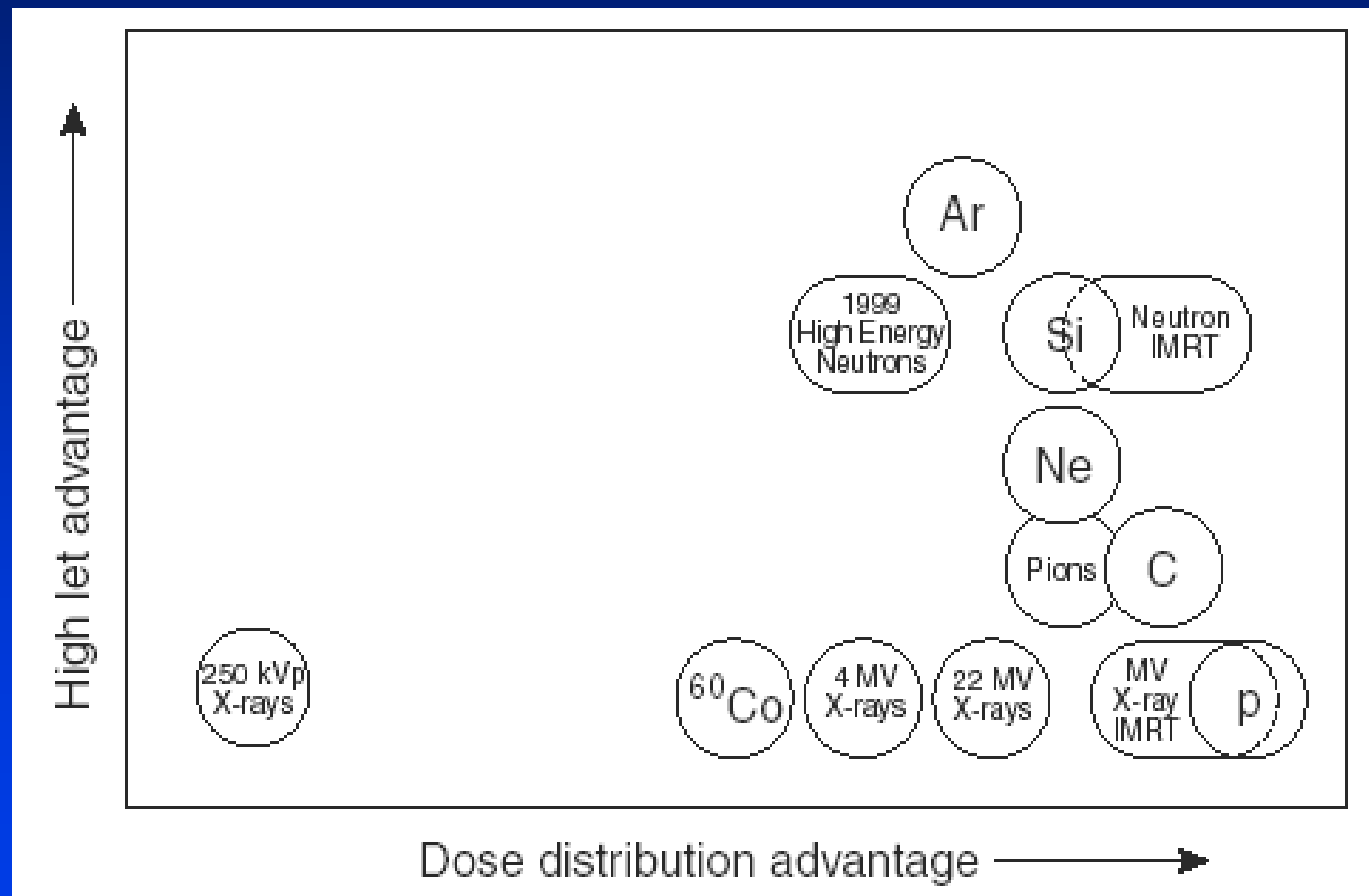 High let advantage
Ar
1999
High Energy
Neutrons
Si
Neutron
IMRT
Ne
Pions
C
250 kVp
X-rays
60Co
4 MV
X-rays
22 MV
X-rays
MV
X-ray
IMRT
p
Dose distribution advantage